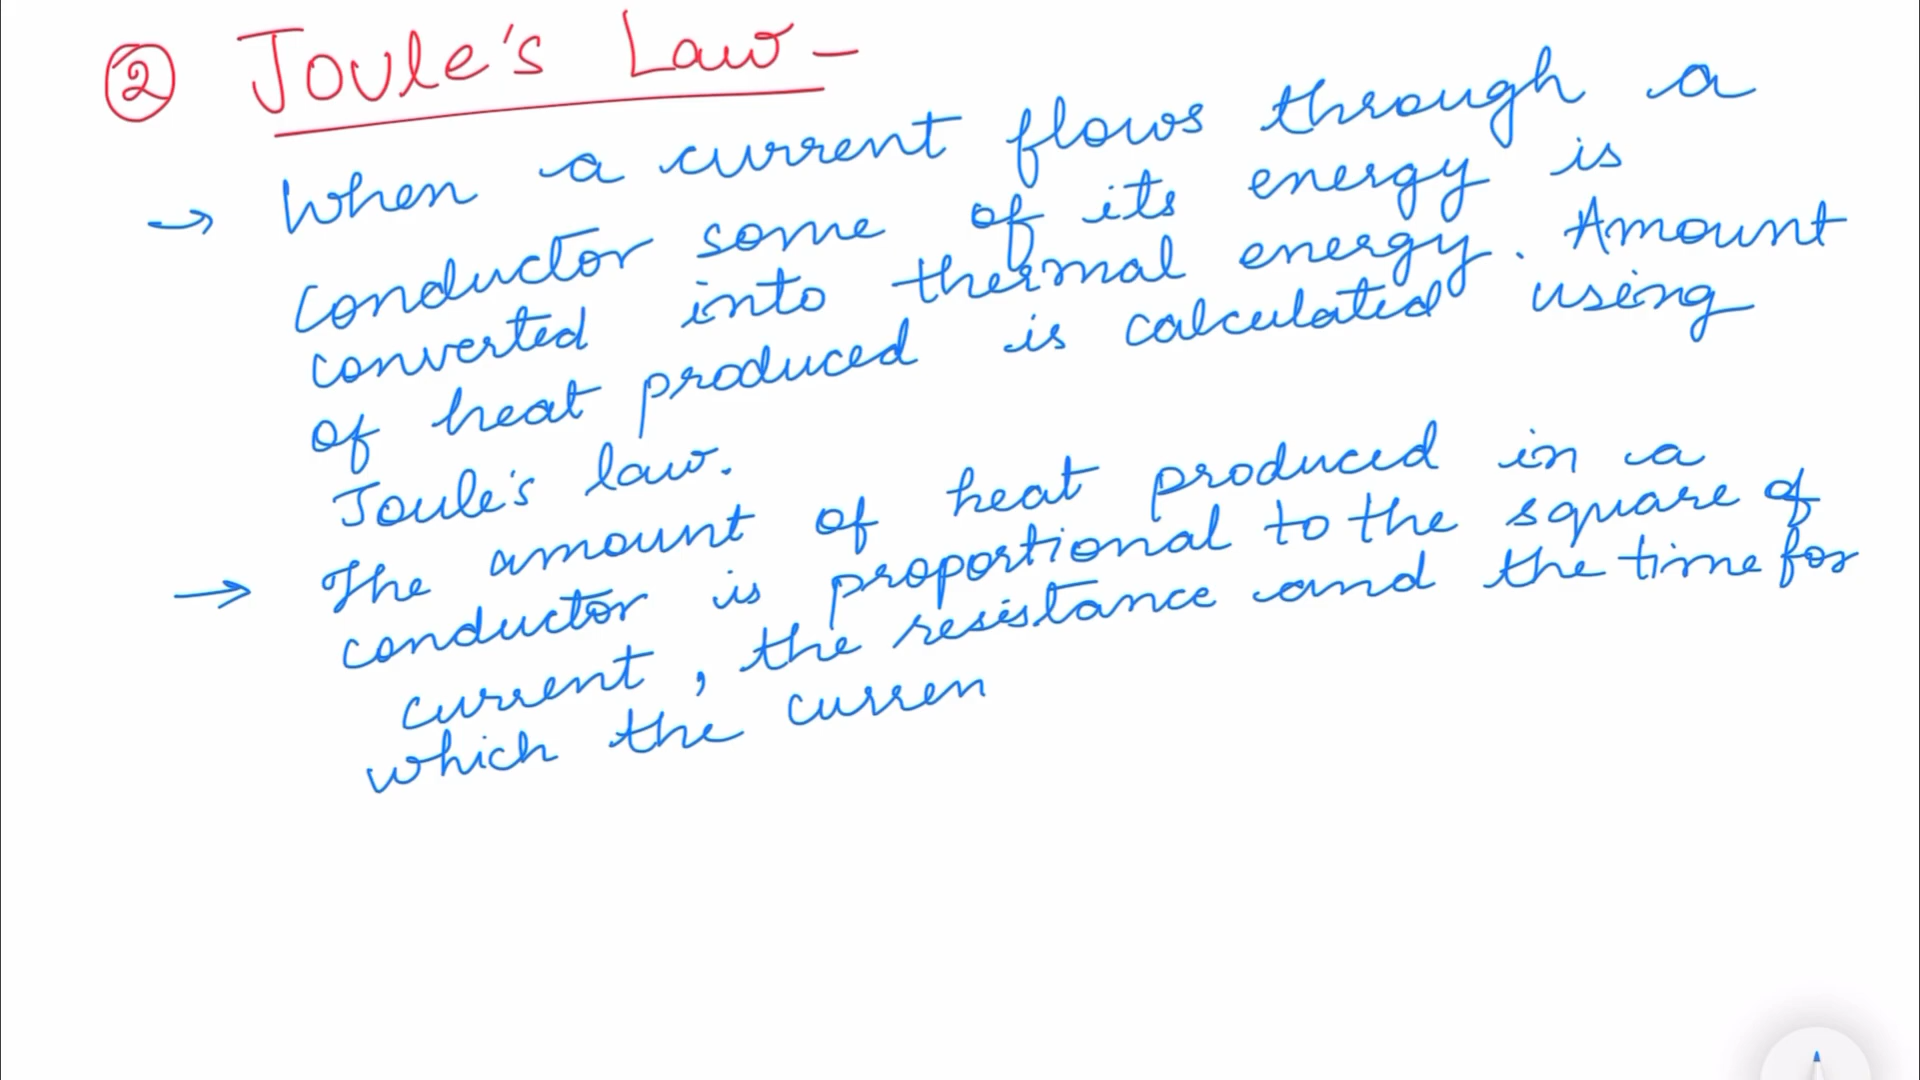 ② Joule's Law -
→ When a current flows through a
conductor some of its energy is
converted into thermal energy. Amount
of heat produced is calculated using
Joule's law.
→ The amount of heat produced in a
conductor is proportional to the square of
current, the resistance and the time for
which the curren